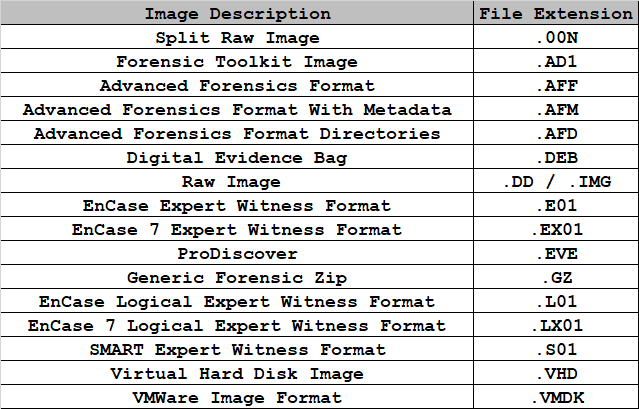 Image Description File Extension
Split Raw Image .00N
Forensic Toolkit Image .AD1
Advanced Forensics Format .AFF
Advanced Forensics Format With Metadata .AFM
Advanced Forensics Format Directories .AFD
Digital Evidence Bag .DEB
Raw Image .DD / .IMG
EnCase Expert Witness Format .E01
EnCase 7 Expert Witness Format .EX01
ProDiscover .EVE
Generic Forensic Zip .GZ
EnCase Logical Expert Witness Format .L01
EnCase 7 Logical Expert Witness Format .LX01
SMART Expert Witness Format .S01
Virtual Hard Disk Image .VHD
VMWare Image Format .VMDK